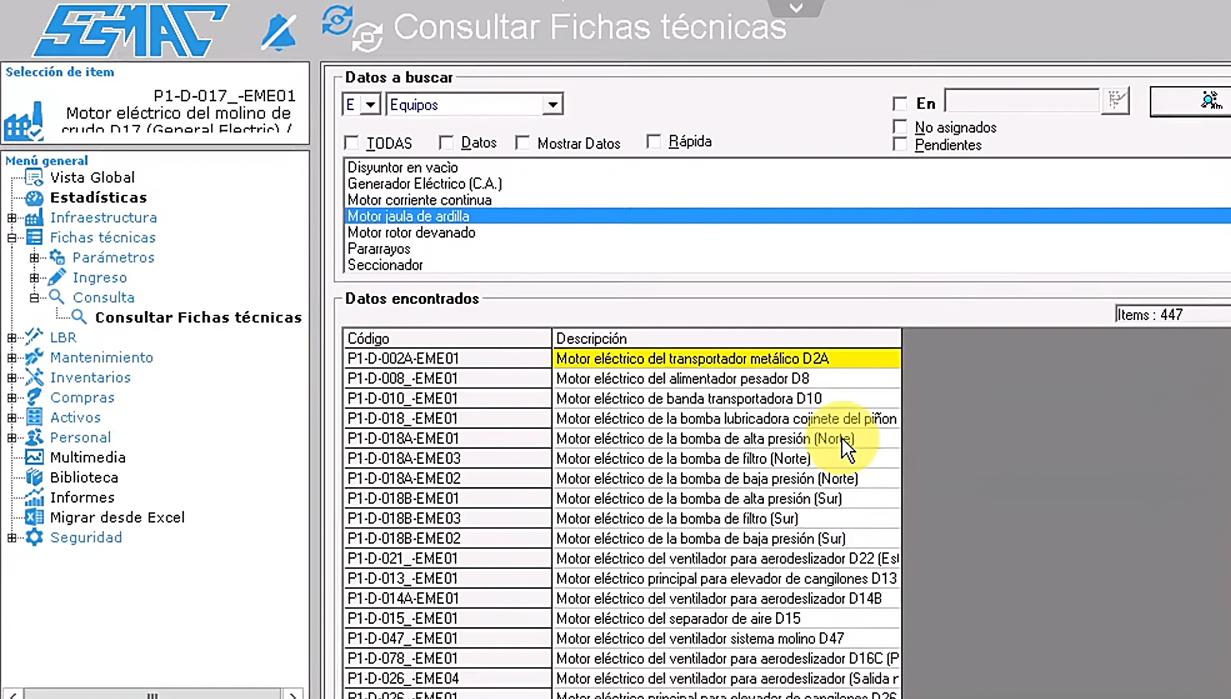 SGMAC
Consultar Fichas técnicas
Selección de item
P1-D-017_-EME01
Motor eléctrico del molino de
crudo D17 (General Electric) /
Menú general
Vista Global
Estadísticas
Infraestructura
Fichas técnicas
Parámetros
Ingreso
Consulta
Consultar Fichas técnicas
LBR
Mantenimiento
Inventarios
Compras
Activos
Personal
Multimedia
Biblioteca
Informes
Migrar desde Excel
Seguridad
Datos a buscar
E Equipos
En
No asignados
Pendientes
TODAS Datos Mostrar Datos Rápida
Disyuntor en vacìo
Generador Eléctrico (C.A.)
Motor corriente continua
Motor jaula de ardilla
Motor rotor devanado
Pararrayos
Seccionador
Datos encontrados
Items : 447
Código Descripción
P1-D-002A-EME01 Motor eléctrico del transportador metálico D2A
P1-D-008_-EME01 Motor eléctrico del alimentador pesador D8
P1-D-010_-EME01 Motor eléctrico de banda transportadora D10
P1-D-018_-EME01 Motor eléctrico de la bomba lubricadora cojinete del piñon
P1-D-018A-EME01 Motor eléctrico de la bomba de alta presión (Norte)
P1-D-018A-EME03 Motor eléctrico de la bomba de filtro (Norte)
P1-D-018A-EME02 Motor eléctrico de la bomba de baja presión (Norte)
P1-D-018B-EME01 Motor eléctrico de la bomba de alta presión (Sur)
P1-D-018B-EME03 Motor eléctrico de la bomba de filtro (Sur)
P1-D-018B-EME02 Motor eléctrico de la bomba de baja presión (Sur)
P1-D-021_-EME01 Motor eléctrico del ventilador para aerodeslizador D22 (Est
P1-D-013_-EME01 Motor eléctrico principal para elevador de cangilones D13
P1-D-014A-EME01 Motor eléctrico del ventilador para aerodeslizador D14B
P1-D-015_-EME01 Motor eléctrico del separador de aire D15
P1-D-047_-EME01 Motor eléctrico del ventilador sistema molino D47
P1-D-078_-EME01 Motor eléctrico del ventilador para aerodeslizador D16C (P
P1-D-026_-EME04 Motor eléctrico del ventilador para aerodeslizador (Salida r
P1-D-026_-EME01 Motor eléctrico principal para elevador de cangilones D26